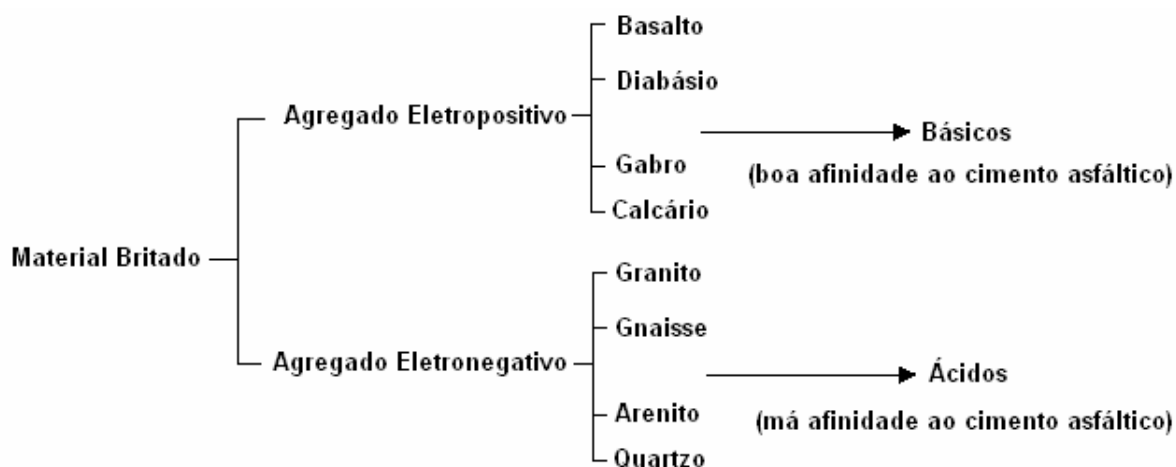 Basalto
Agregado Eletropositivo
Diabásio
Básicos
Gabro
(boa afinidade ao cimento asfáltico)
Calcário
Material Britado
Granito
Gnaisse
Agregado Eletronegativo
Ácidos
Arenito
(má afinidade ao cimento asfáltico)
Quartzo